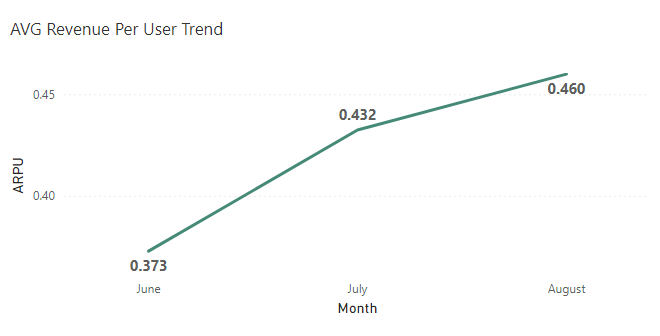 AVG Revenue Per User Trend
0.45
0.432
0.460
ARPU
0.40
0.373
June
July
August
Month